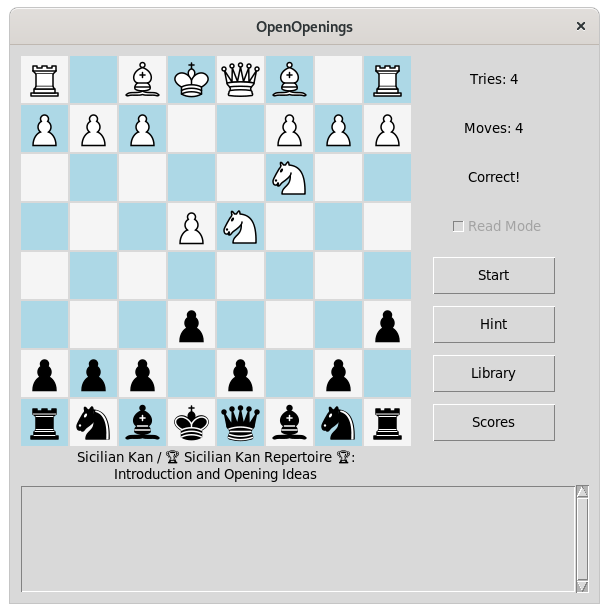 OpenOpenings
×
Tries: 4
Moves: 4
Correct!
Read Mode
Start
Hint
Library
Scores
Sicilian Kan / 🏆 Sicilian Kan Repertoire 🏆:
Introduction and Opening Ideas